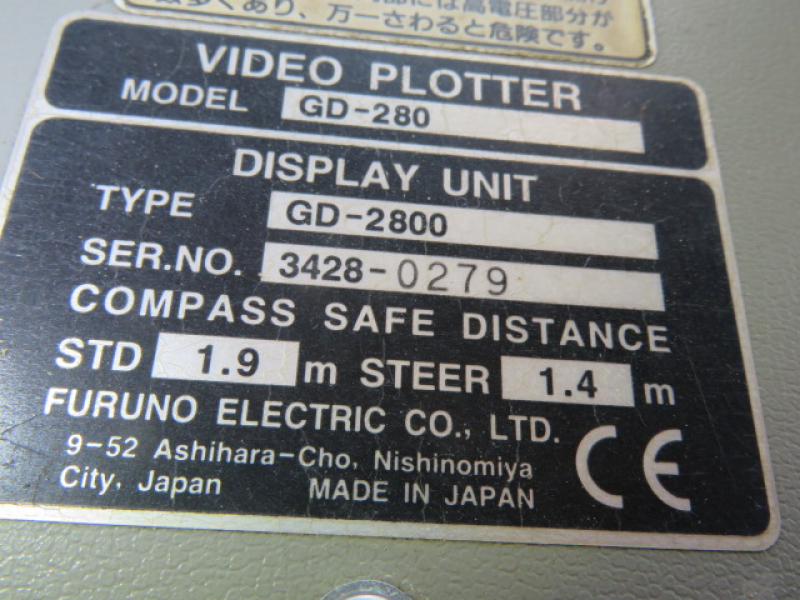 部には高電圧部分が
数多くあり、万一さわると危険です。
VIDEO PLOTTER
MODEL GD-280
DISPLAY UNIT
TYPE GD-2800
SER.NO. 3428-0279
COMPASS SAFE DISTANCE
STD 1.9 m STEER 1.4 m
FURUNO ELECTRIC CO., LTD.
9-52 Ashihara-Cho, Nishinomiya
City, Japan MADE IN JAPAN
CE